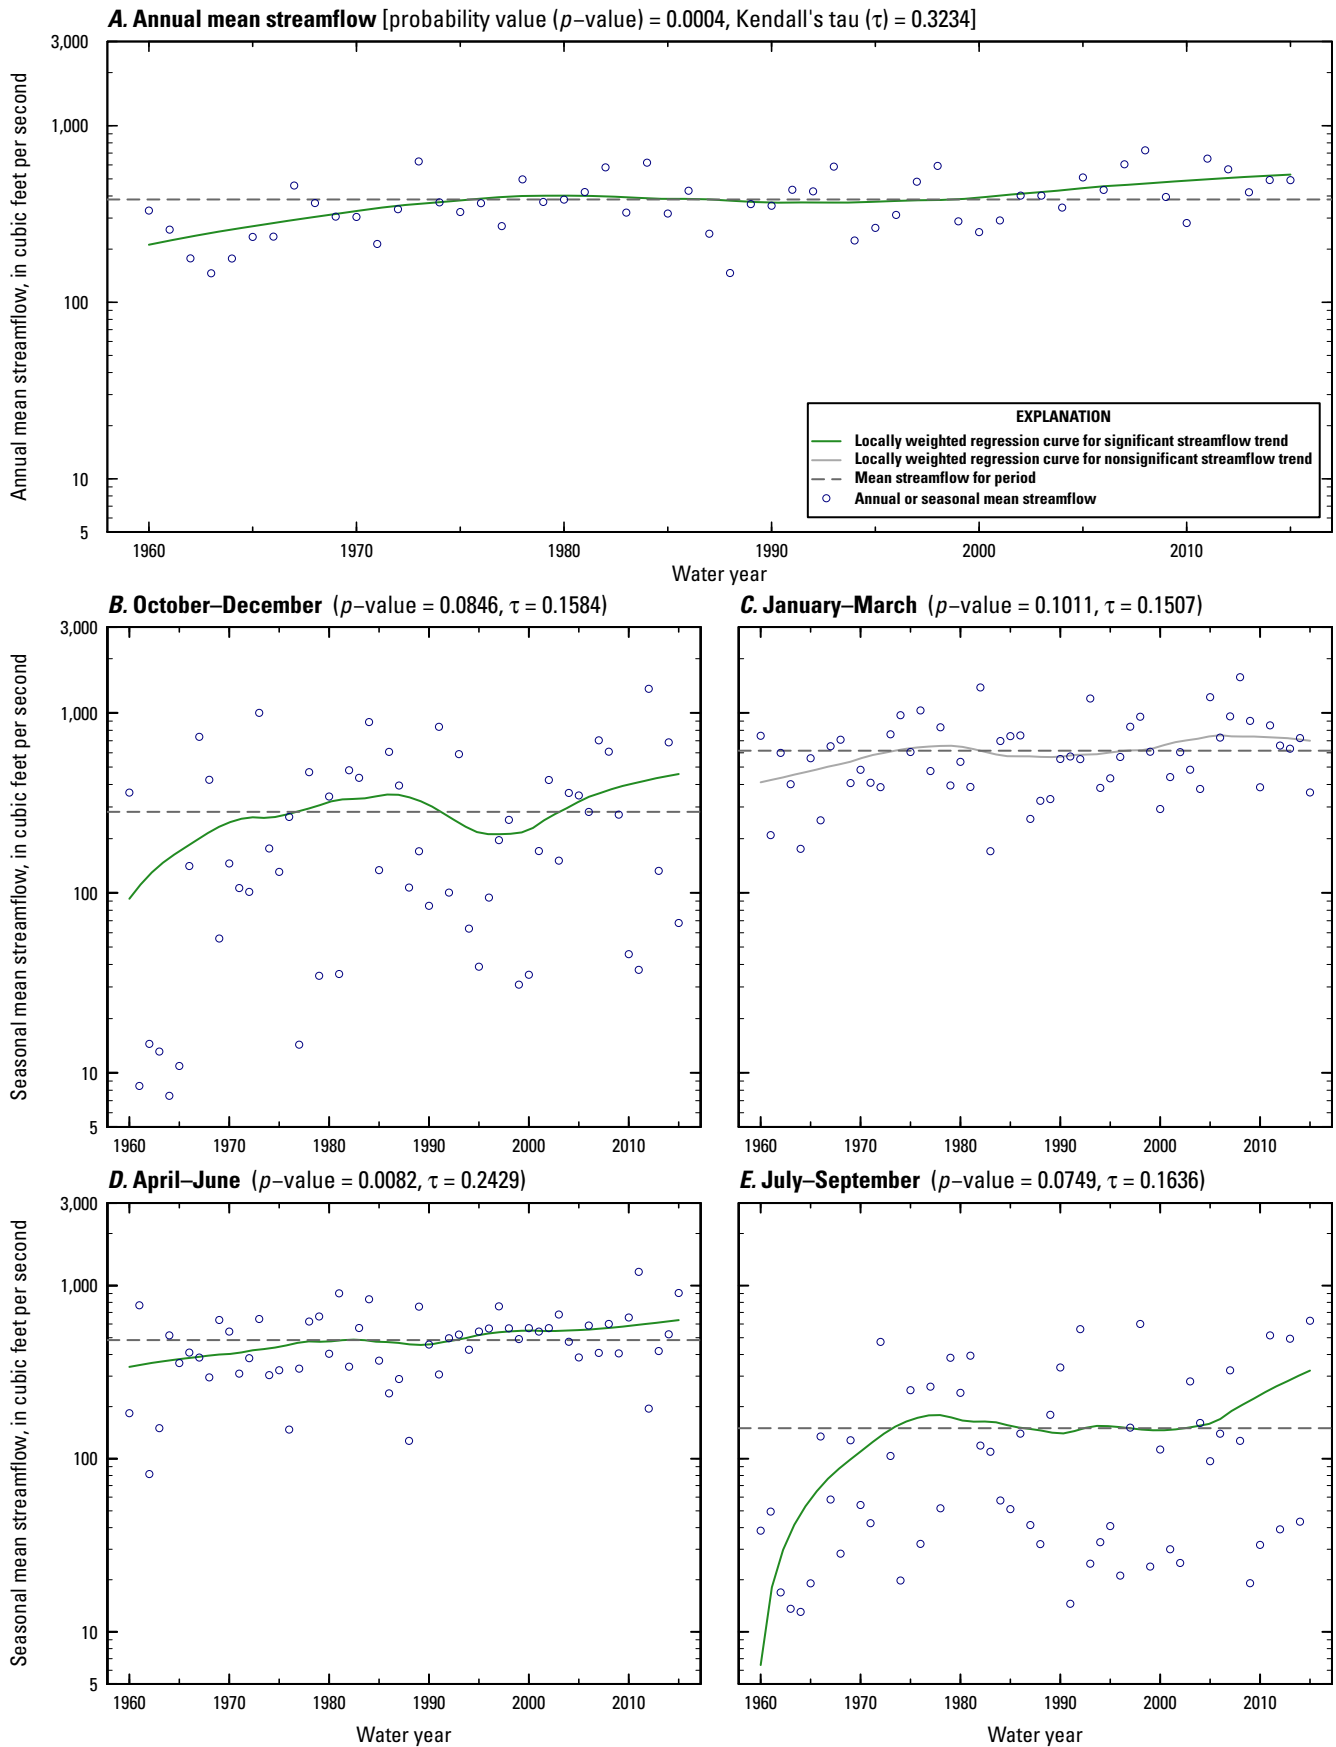 A. Annual mean streamflow [probability value (p–value) = 0.0004, Kendall's tau (τ) = 0.3234]
3,000
1,000
100
10
5
Annual mean streamflow, in cubic feet per second
EXPLANATION
Locally weighted regression curve for significant streamflow trend
Locally weighted regression curve for nonsignificant streamflow trend
Mean streamflow for period
Annual or seasonal mean streamflow
1960 1970 1980 1990 2000 2010
Water year
B. October–December (p–value = 0.0846, τ = 0.1584)
3,000
1,000
100
10
5
Seasonal mean streamflow, in cubic feet per second
1960 1970 1980 1990 2000 2010
C. January–March (p–value = 0.1011, τ = 0.1507)
1960 1970 1980 1990 2000 2010
D. April–June (p–value = 0.0082, τ = 0.2429)
3,000
1,000
100
10
5
Seasonal mean streamflow, in cubic feet per second
1960 1970 1980 1990 2000 2010
Water year
E. July–September (p–value = 0.0749, τ = 0.1636)
1960 1970 1980 1990 2000 2010
Water year